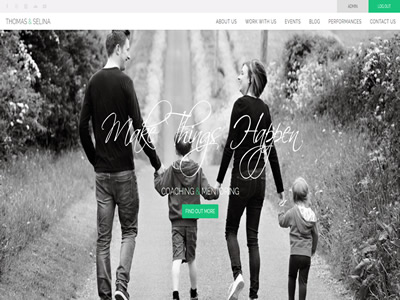 ADMIN LOG OUT
THOMAS & SELINA ABOUT US WORK WITH US EVENTS BLOG PERFORMANCES CONTACT US
Make Things Happen
COACHING & MENTORING
FIND OUT MORE